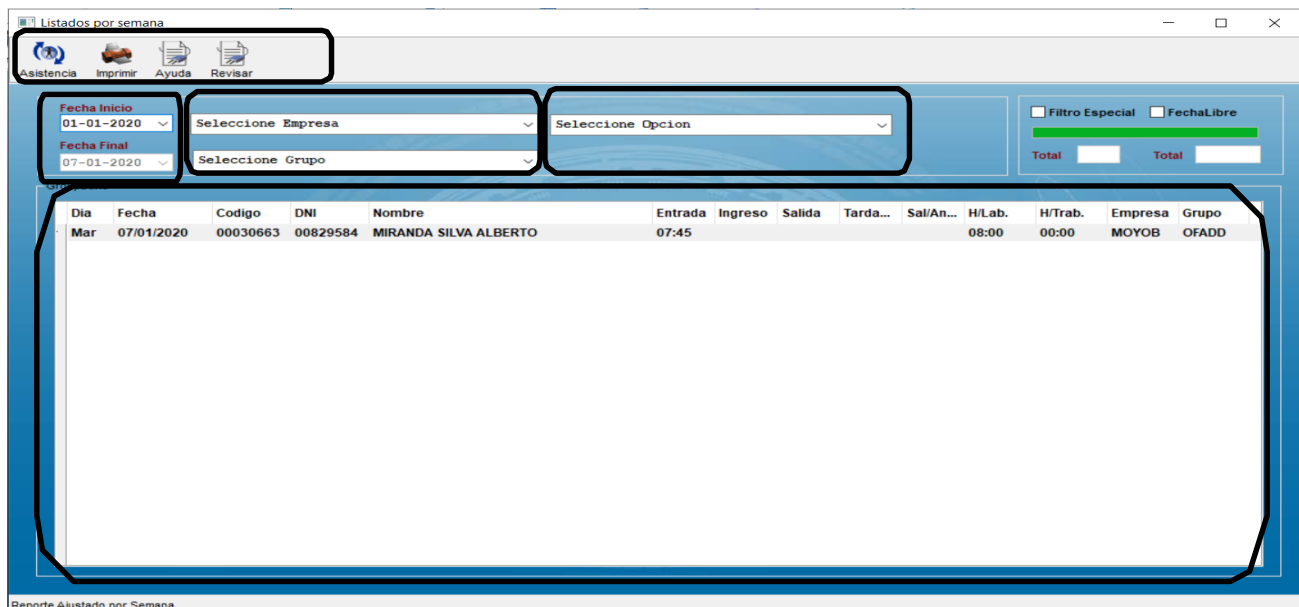 Listados por semana
Asistencia Imprimir Ayuda Revisar
Fecha Inicio
01-01-2020
Fecha Final
07-01-2020
Seleccione Empresa
Seleccione Grupo
Seleccione Opcion
Filtro Especial FechaLibre
Total Total
Dia Fecha Codigo DNI Nombre Entrada Ingreso Salida Tarda... Sal/An... H/Lab. H/Trab. Empresa Grupo
Mar 07/01/2020 00030663 00829584 MIRANDA SILVA ALBERTO 07:45 08:00 00:00 MOYOB OFADD
Reporte Ajustado por Semana